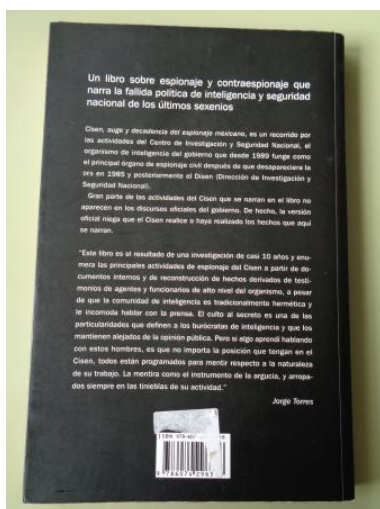 Un libro sobre espionaje y contraespionaje que
narra la fallida política de inteligencia y seguridad
nacional de los últimos sexenios
Cisen, auge y decadencia del espionaje mexicano, es un recorrido por
las actividades del Centro de Investigación y Seguridad Nacional, el
organismo de inteligencia del gobierno que desde 1989 funge como
el principal órgano de espionaje civil después de que desapareciera la
DFS en 1985 y posteriormente el Disen (Dirección de Investigación y
Seguridad Nacional).
Gran parte de las actividades del Cisen que se narran en el libro no
aparecen en los discursos oficiales del gobierno. De hecho, la versión
oficial niega que el Cisen realice o haya realizado los hechos que aquí
se narran.
"Este libro es el resultado de una investigación de casi 10 años y enu-
mera las principales actividades de espionaje del Cisen a partir de do-
cumentos internos y de reconstrucción de hechos derivados de testi-
monios de agentes y funcionarios de alto nivel del organismo, a pesar
de que la comunidad de inteligencia es tradicionalmente hermética y
le incomoda hablar con la prensa. El culto al secreto es una de las
particularidades que definen a los burócratas de inteligencia y que los
mantienen alejados de la opinión pública. Pero si algo aprendí hablando
con estos hombres, es que no importa la posición que tengan en el
Cisen, todos están programados para mentir respecto a la naturaleza
de su trabajo. La mentira como el instrumento de la argucia, y arropa-
dos siempre en las tinieblas de su actividad."
Jorge Torres
ISBN 978-607
9 786074 2983